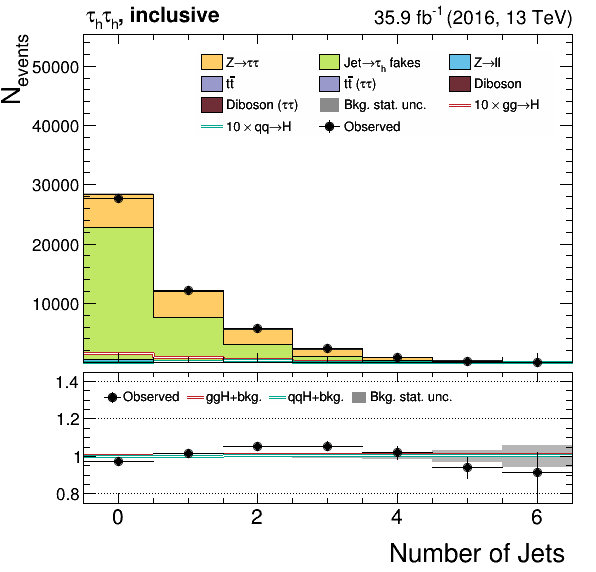 τhτh, inclusive 35.9 fb-1 (2016, 13 TeV)
Nevents
50000
40000
30000
20000
10000
Z→ττ Jet→τh fakes Z→ll
tt̄ tt̄ (ττ) Diboson
Diboson (ττ) Bkg. stat. unc. 10 × gg→H
10 × qq→H Observed
1.4
1.2
1
0.8
Observed ggH+bkg. qqH+bkg. Bkg. stat. unc.
0 2 4 6
Number of Jets